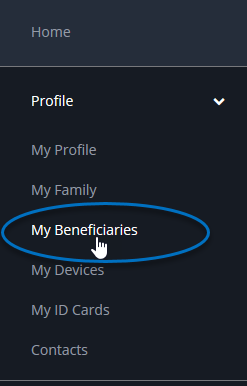 Home
Profile
My Profile
My Family
My Beneficiaries
My Devices
My ID Cards
Contacts